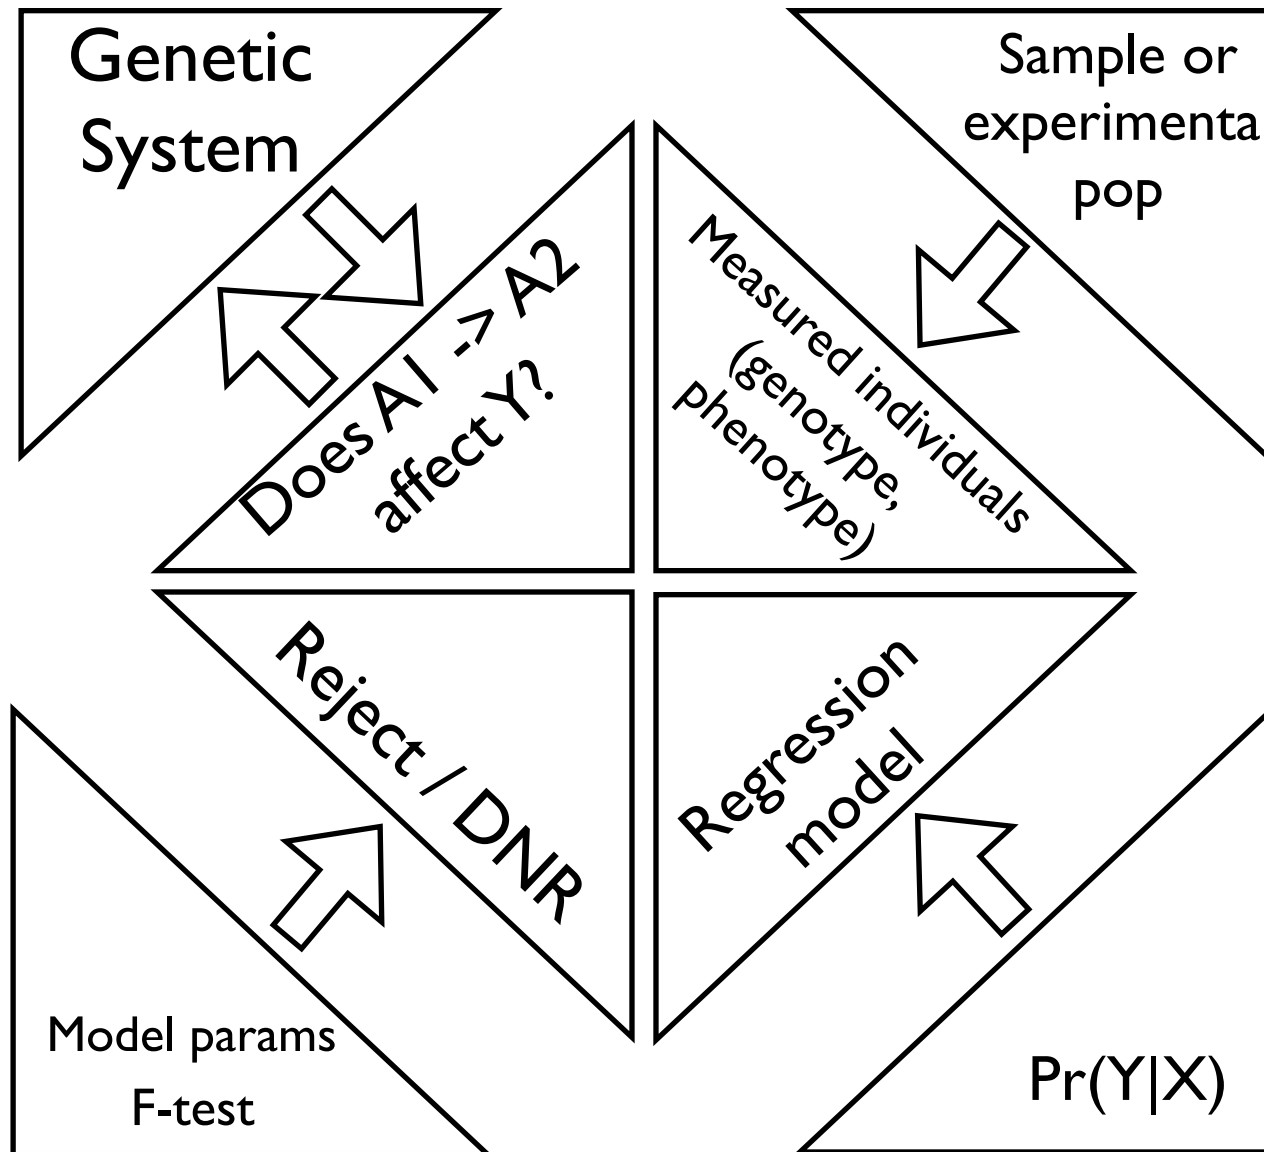 Genetic
System
Sample or
experimenta
pop
Does A1 -> A2
affect Y?
Measured individuals
(genotype,
phenotype)
Reject / DNR
Regression
model
Model params
F-test
Pr(Y|X)